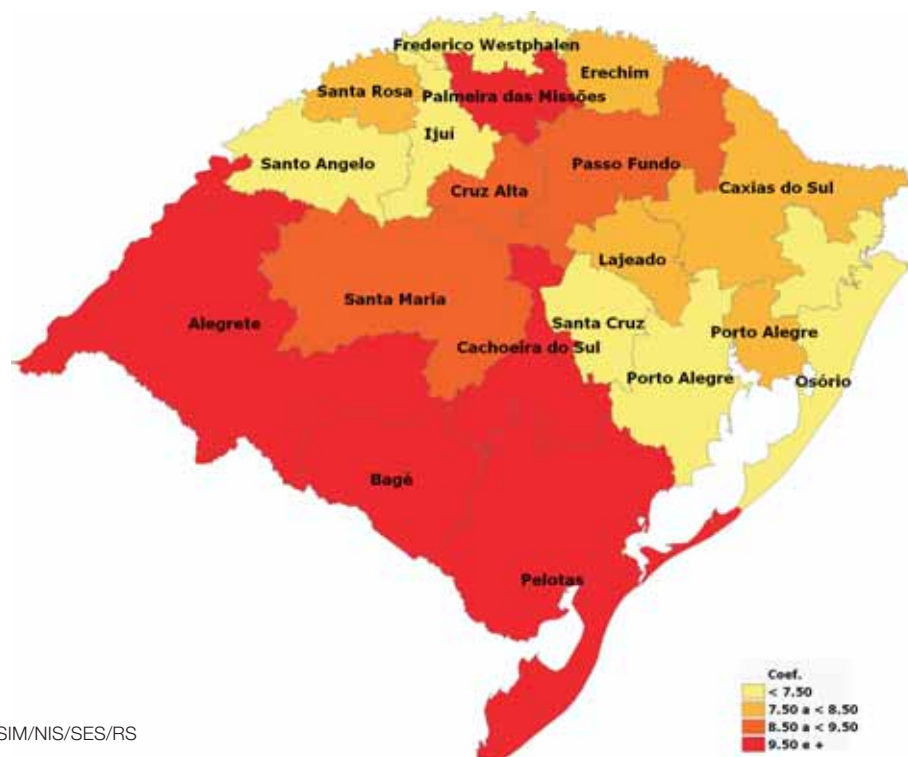 Frederico Westphalen
Erechim
Santa Rosa
Palmeira das Missões
Ijuí
Santo Angelo
Passo Fundo
Cruz Alta
Caxias do Sul
Lajeado
Santa Maria
Alegrete
Santa Cruz
Porto Alegre
Cachoeira do Sul
Porto Alegre
Osório
Bagé
Pelotas
Coef.
< 7.50
7.50 a < 8.50
8.50 a < 9.50
9.50 e +
SIM/NIS/SES/RS